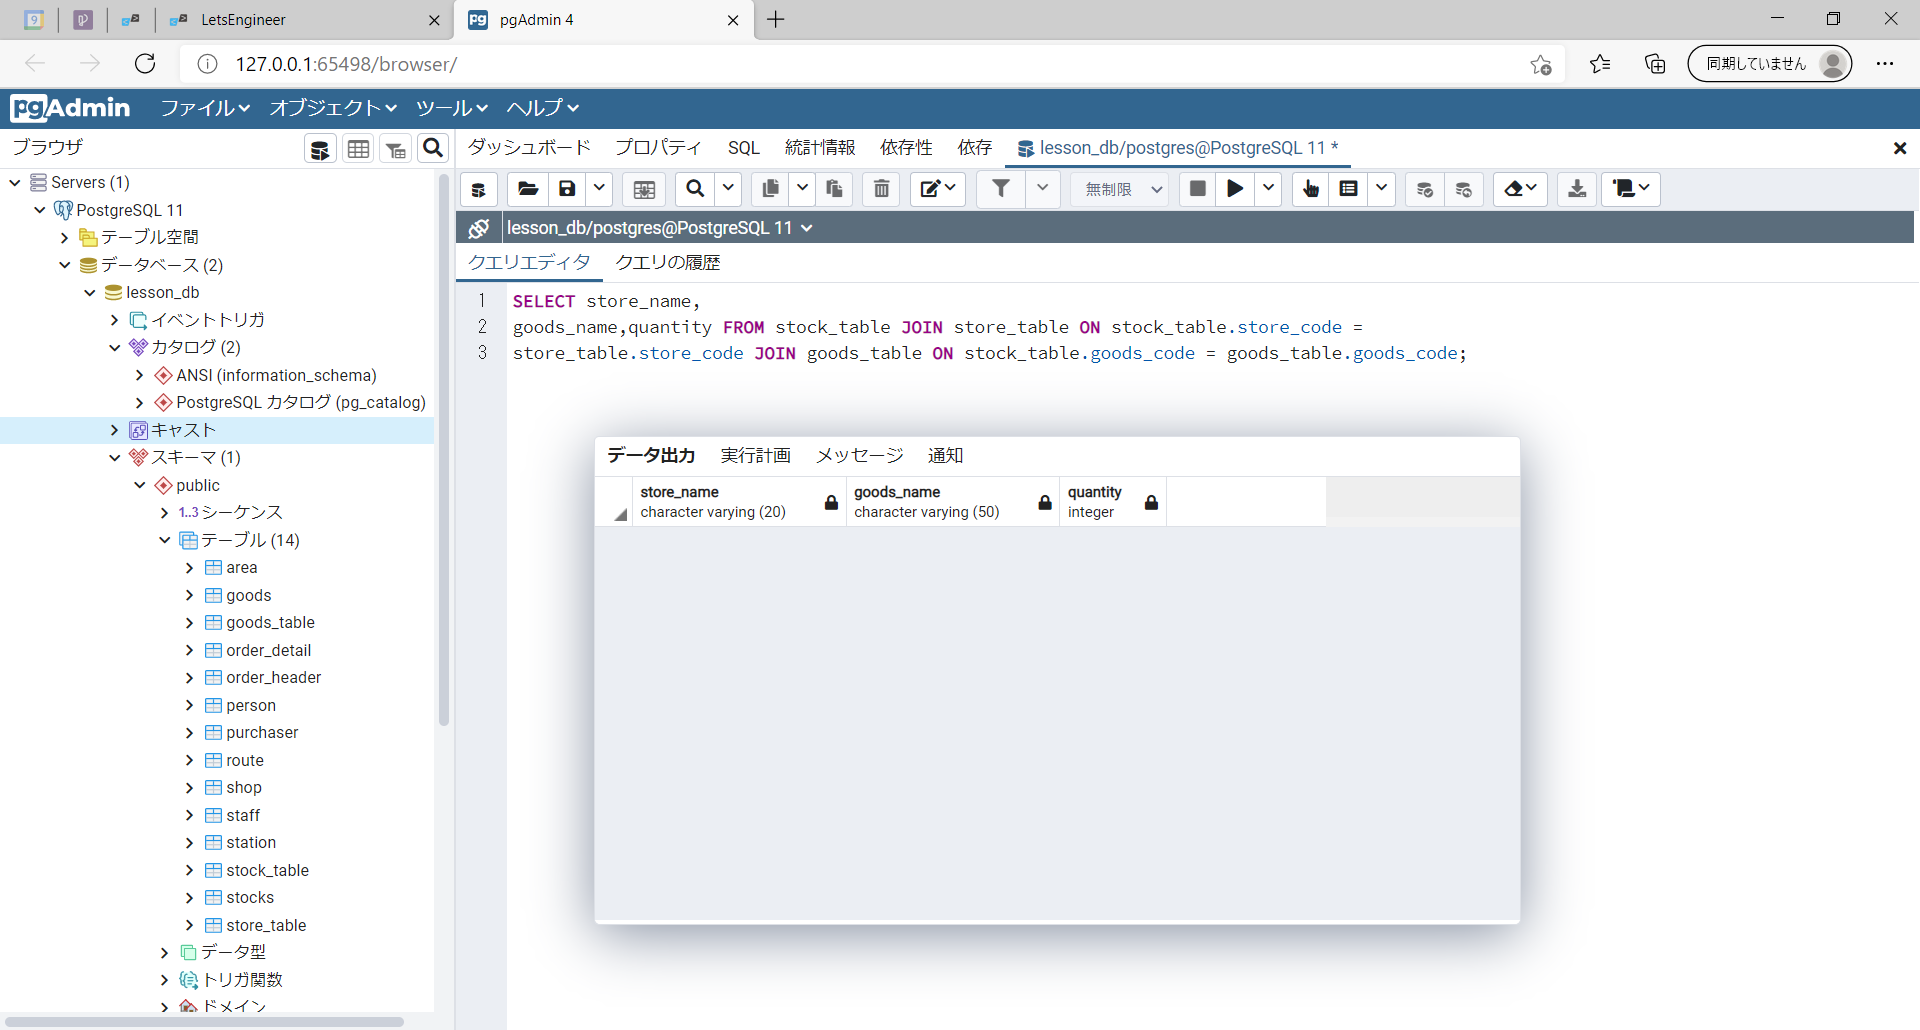 9
LetsEngineer
pgAdmin 4
127.0.0.1:65498/browser/
同期していません
pgAdmin
ファイル
オブジェクト
ツール
ヘルプ
ブラウザ
ダッシュボード
プロパティ
SQL
統計情報
依存性
依存
lesson_db/postgres@PostgreSQL 11 *
無制限
lesson_db/postgres@PostgreSQL 11
クエリエディタ
クエリの履歴
1 SELECT store_name,
2 goods_name,quantity FROM stock_table JOIN store_table ON stock_table.store_code =
3 store_table.store_code JOIN goods_table ON stock_table.goods_code = goods_table.goods_code;
データ出力
実行計画
メッセージ
通知
store_name
character varying (20)
goods_name
character varying (50)
quantity
integer
Servers (1)
PostgreSQL 11
テーブル空間
データベース (2)
lesson_db
イベントトリガ
カタログ (2)
ANSI (information_schema)
PostgreSQL カタログ (pg_catalog)
キャスト
スキーマ (1)
public
1..3 シーケンス
テーブル (14)
area
goods
goods_table
order_detail
order_header
person
purchaser
route
shop
staff
station
stock_table
stocks
store_table
データ型
トリガ関数
ドメイン